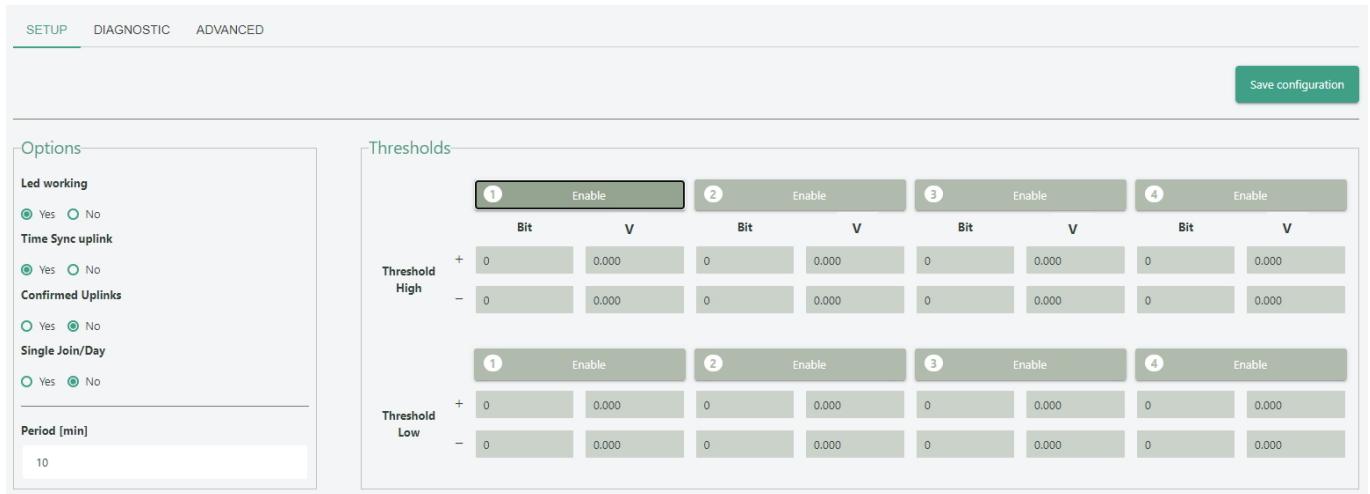 SETUP DIAGNOSTIC ADVANCED
Save configuration
Options
Led working
Yes No
Time Sync uplink
Yes No
Confirmed Uplinks
Yes No
Single Join/Day
Yes No
Period [min]
10
Thresholds
1 Enable 2 Enable 3 Enable 4 Enable
Bit V Bit V Bit V Bit V
Threshold High
+ 0 0.000 0 0.000 0 0.000 0 0.000
− 0 0.000 0 0.000 0 0.000 0 0.000
1 Enable 2 Enable 3 Enable 4 Enable
Threshold Low
+ 0 0.000 0 0.000 0 0.000 0 0.000
− 0 0.000 0 0.000 0 0.000 0 0.000